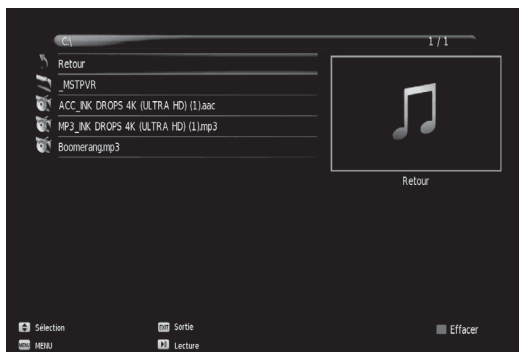 C:\
1 / 1
Retour
_MSTPVR
ACC_INK DROPS 4K (ULTRA HD) (1).aac
MP3_INK DROPS 4K (ULTRA HD) (1).mp3
Boomerang.mp3
Retour
Sélection
EXIT Sortie
Effacer
MENU MENU
Lecture